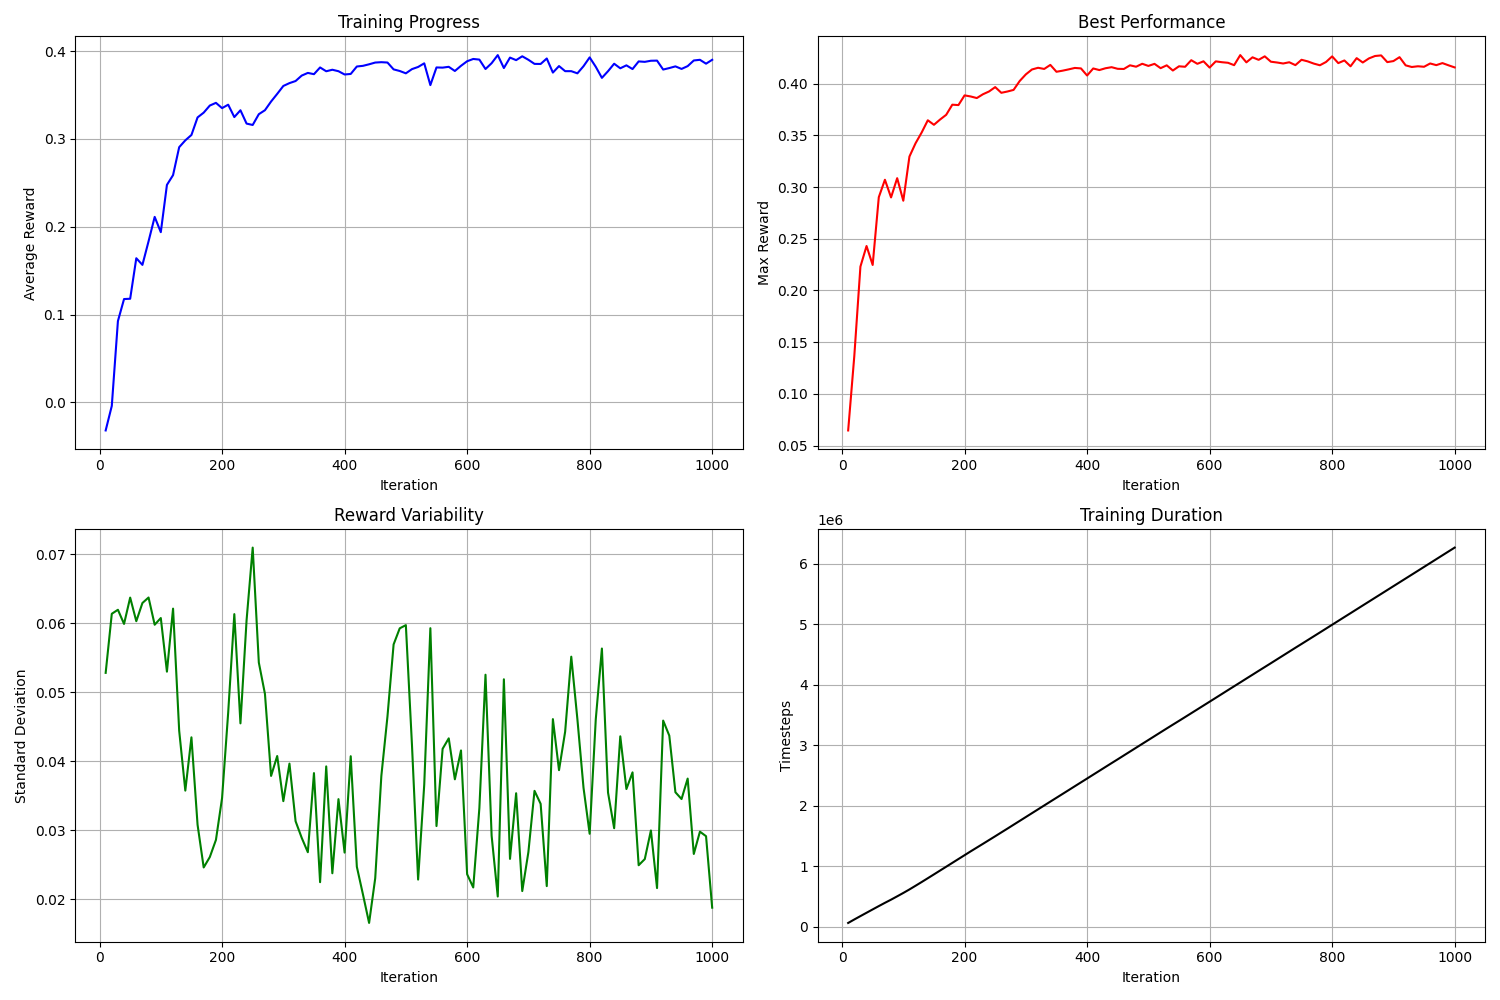 Training Progress
Average Reward
0.4
0.3
0.2
0.1
0.0
0 200 400 600 800 1000
Iteration
Best Performance
Max Reward
0.40
0.35
0.30
0.25
0.20
0.15
0.10
0.05
0 200 400 600 800 1000
Iteration
Reward Variability
Standard Deviation
0.07
0.06
0.05
0.04
0.03
0.02
0 200 400 600 800 1000
Iteration
Training Duration
1e6
Timesteps
6
5
4
3
2
1
0
0 200 400 600 800 1000
Iteration